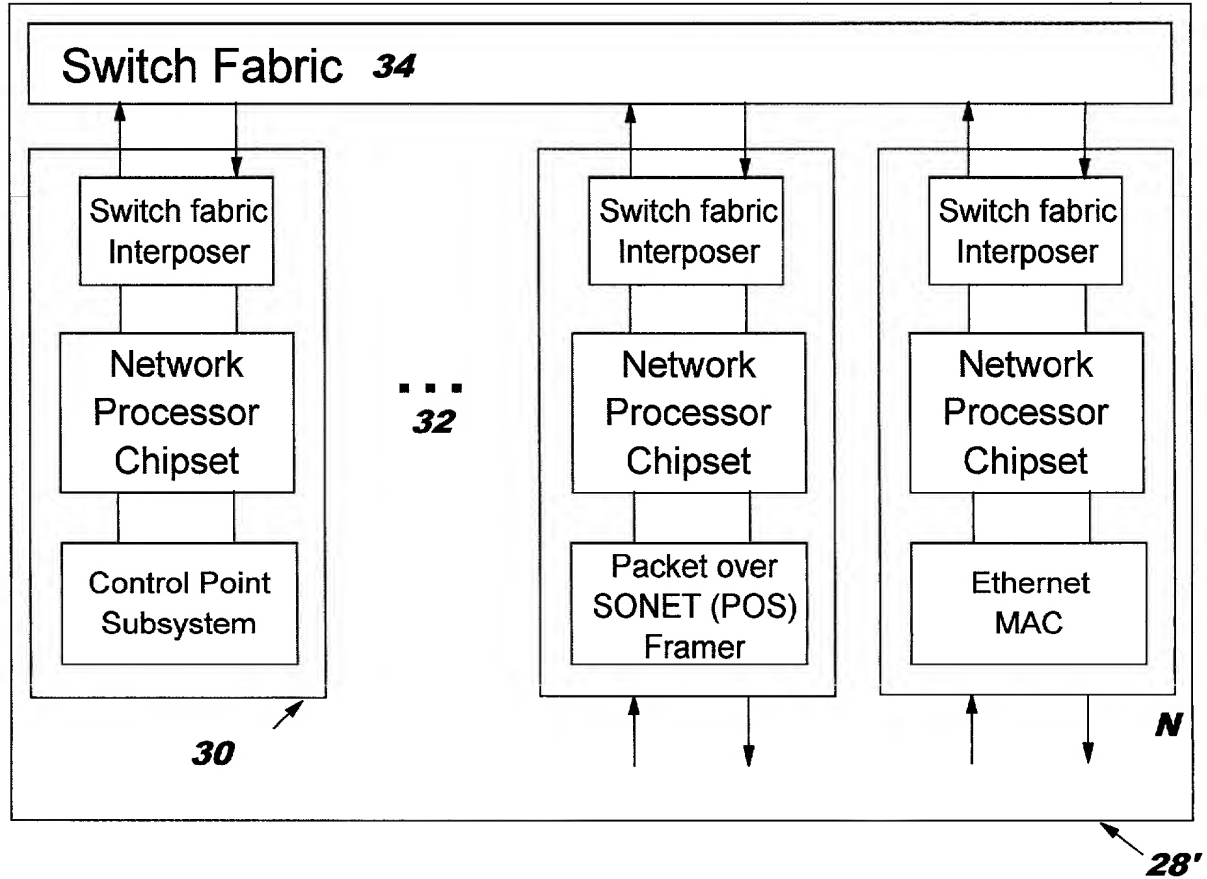 Switch Fabric 34
Switch fabric
Interposer
Network
Processor
Chipset
Control Point
Subsystem
30
▪ ▪ ▪
32
Switch fabric
Interposer
Network
Processor
Chipset
Packet over
SONET (POS)
Framer
Switch fabric
Interposer
Network
Processor
Chipset
Ethernet
MAC
N
28'